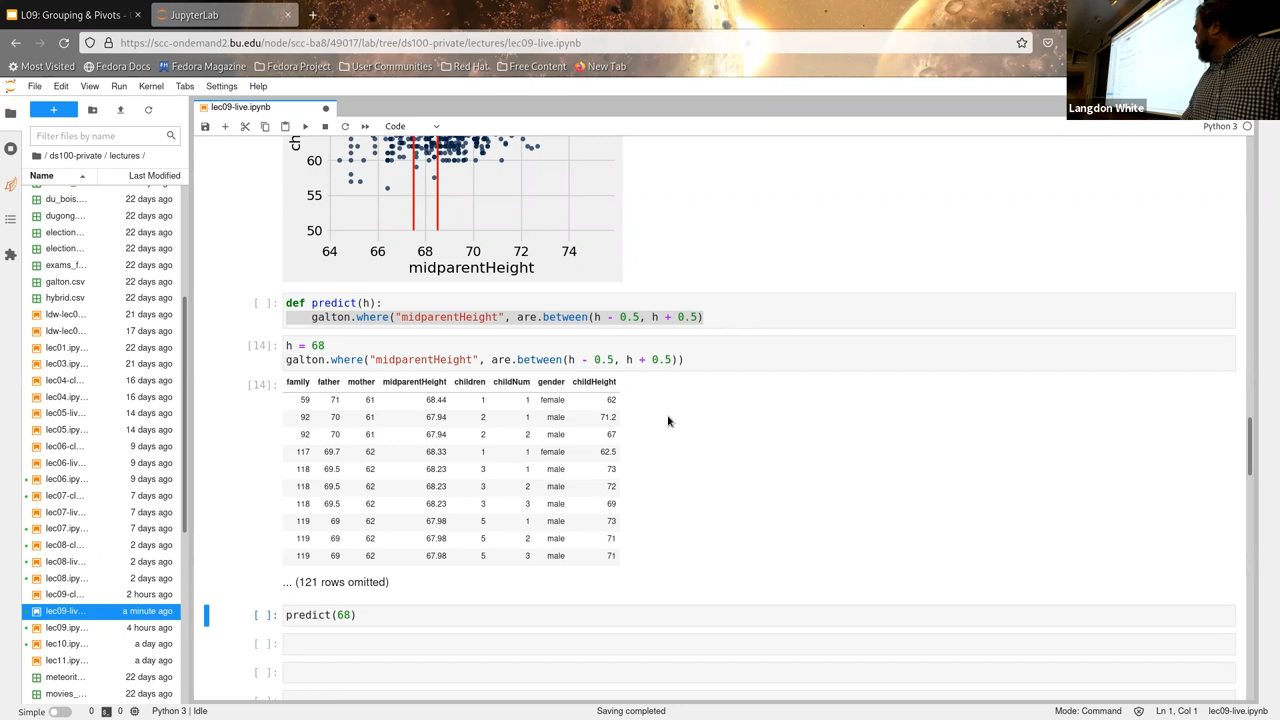 L09: Grouping & Pivots -
JupyterLab
https://scc-ondemand2.bu.edu/node/scc-ba8/49017/lab/tree/ds100-private/lectures/lec09-live.ipynb
Most Visited Fedora Docs Fedora Magazine Fedora Project User Communities Red Hat Free Content New Tab
Langdon White
File Edit View Run Kernel Tabs Settings Help
lec09-live.ipynb
Code
Python 3
Filter files by name
/ ds100-private / lectures /
Name Last Modified
du_bois.... 22 days ago
dugong.... 22 days ago
election... 22 days ago
election... 22 days ago
exams_f... 22 days ago
galton.csv 22 days ago
hybrid.csv 22 days ago
ldw-lec0... 21 days ago
ldw-lec0... 17 days ago
lec01.ipy... 22 days ago
lec03.ipy... 21 days ago
lec04-cl... 16 days ago
lec04.ipy... 16 days ago
lec05-liv... 14 days ago
lec05.ipy... 14 days ago
lec06-cl... 9 days ago
lec06-liv... 9 days ago
lec06.ipy... 9 days ago
lec07-cl... 7 days ago
lec07-liv... 7 days ago
lec07.ipy... 7 days ago
lec08-cl... 2 days ago
lec08-liv... 2 days ago
lec08.ipy... 2 days ago
lec09-cl... 2 hours ago
lec09-liv... a minute ago
lec09.ipy... 4 hours ago
lec10.ipy... a day ago
lec11.ipy... a day ago
meteorit... 22 days ago
movies_... 22 days ago
ch
60
55
50
64 66 68 70 72 74
midparentHeight
[ ]: def predict(h):
galton.where("midparentHeight", are.between(h - 0.5, h + 0.5)
[14]: h = 68
galton.where("midparentHeight", are.between(h - 0.5, h + 0.5))
[14]: family father mother midparentHeight children childNum gender childHeight
59 71 61 68.44 1 1 female 62
92 70 61 67.94 2 1 male 71.2
92 70 61 67.94 2 2 male 67
117 69.7 62 68.33 1 1 female 62.5
118 69.5 62 68.23 3 1 male 73
118 69.5 62 68.23 3 2 male 72
118 69.5 62 68.23 3 3 male 69
119 69 62 67.98 5 1 male 73
119 69 62 67.98 5 2 male 71
119 69 62 67.98 5 3 male 71
... (121 rows omitted)
[ ]: predict(68)
[ ]:
[ ]:
Simple 0 0 Python 3 | Idle Saving completed Mode: Command Ln 1, Col 1 lec09-live.ipynb